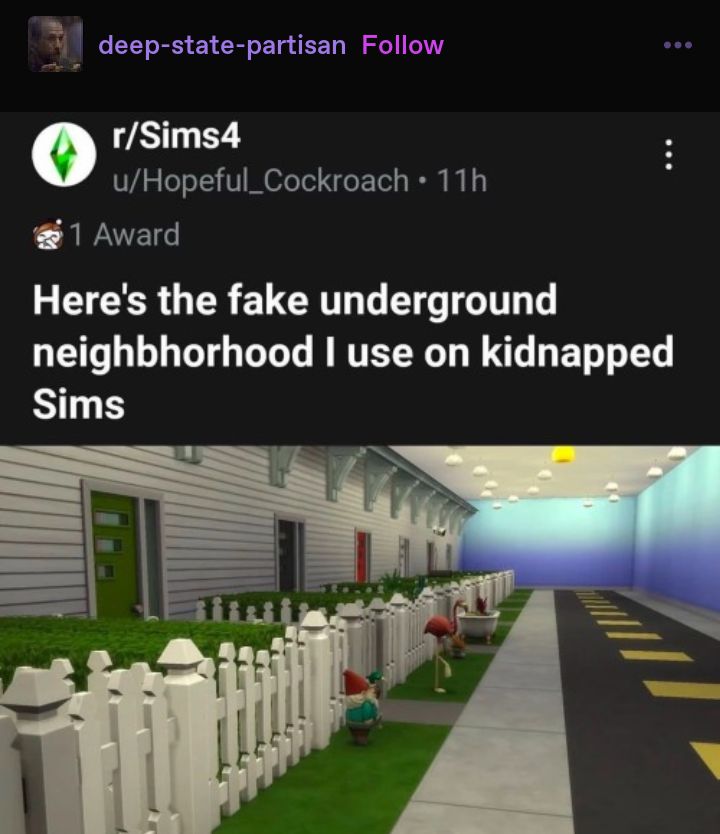 deep-state-partisan Follow
r/Sims4
u/Hopeful_Cockroach • 11h
1 Award
Here's the fake underground
neighbhorhood I use on kidnapped
Sims